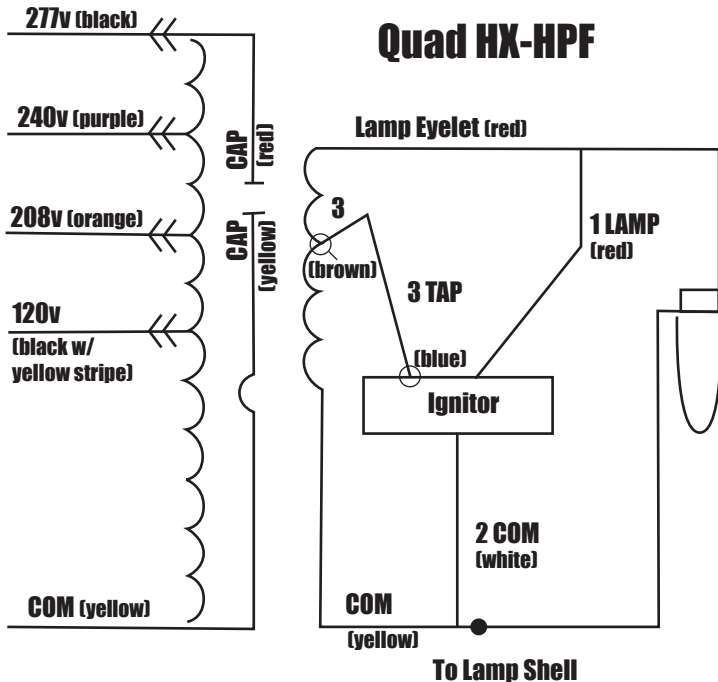 Quad HX-HPF
277v (black)
240v (purple)
208v (orange)
120v
(black w/
yellow stripe)
COM (yellow)
CAP
(red)
CAP
(yellow)
Lamp Eyelet (red)
3
(brown)
3 TAP
(blue)
1 LAMP
(red)
Ignitor
2 COM
(white)
COM
(yellow)
To Lamp Shell